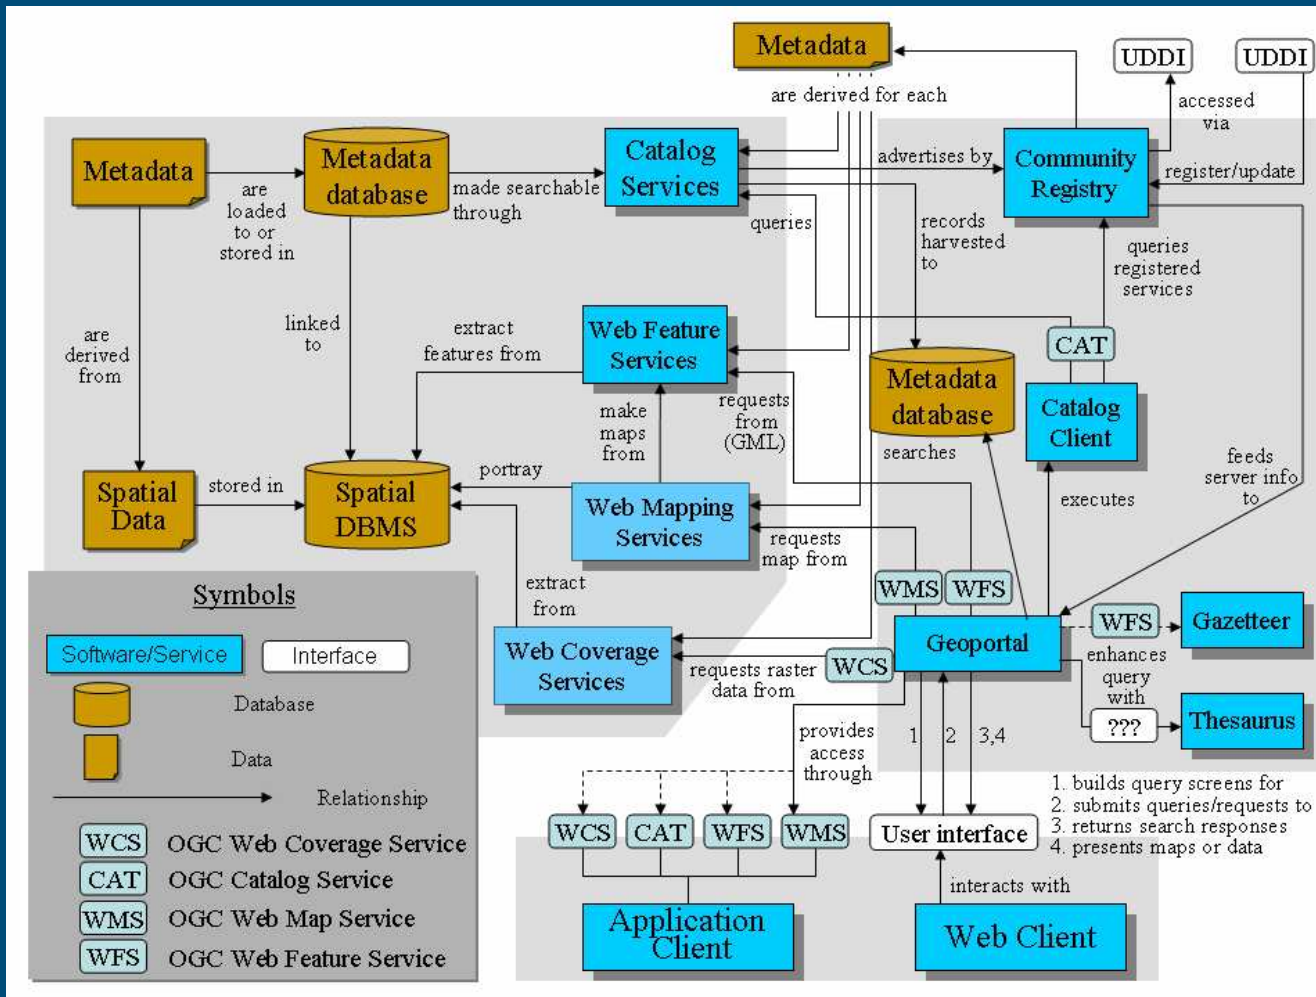 Metadata
UDDI
UDDI
are derived for each
accessed
via
Metadata
are
loaded
to or
stored in
Metadata
database
made searchable
through
Catalog
Services
advertises by
Community
Registry
register/update
queries
records
harvested
to
queries
registered
services
are
derived
from
linked
to
extract
features from
Web Feature
Services
CAT
Metadata
database
Catalog
Client
make
maps
from
requests
from
(GML)
searches
feeds
server info
to
executes
Spatial
Data
stored in
Spatial
DBMS
portray
Web Mapping
Services
requests
map from
extract
from
WMS
WFS
Web Coverage
Services
requests raster
data from
WCS
Geoportal
WFS
Gazetteer
enhances
query
with
???
Thesaurus
provides
access
through
1
2
3,4
1. builds query screens for
2. submits queries/requests to
3. returns search responses
4. presents maps or data
WCS
CAT
WFS
WMS
User interface
interacts with
Application
Client
Web Client
Symbols
Software/Service
Interface
Database
Data
Relationship
WCS OGC Web Coverage Service
CAT OGC Catalog Service
WMS OGC Web Map Service
WFS OGC Web Feature Service